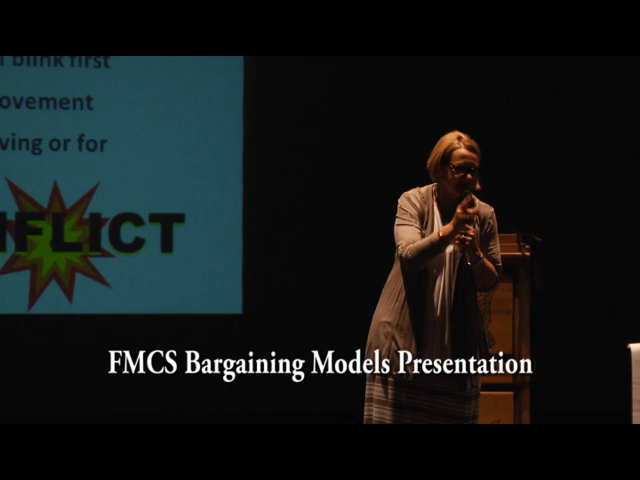 blink first
ovement
ving or for
FLICT
FMCS Bargaining Models Presentation